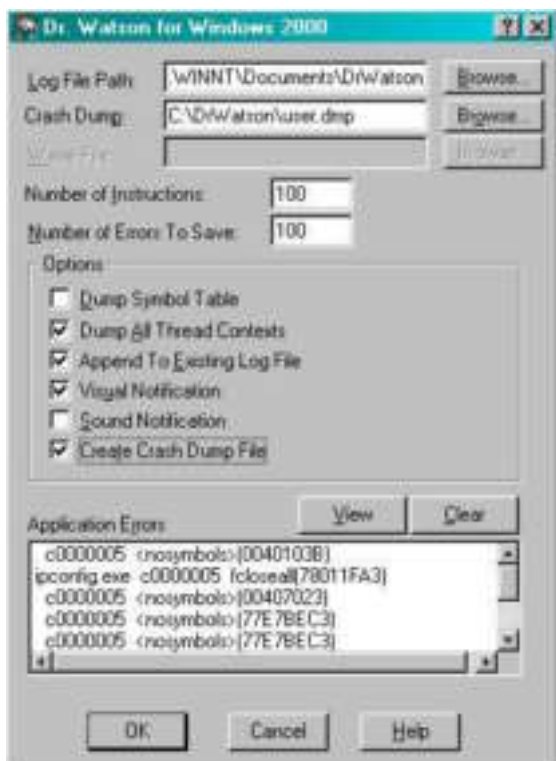 Dr. Watson for Windows 2000
Log File Path: .WINNT\Documents\DrWatson Browse...
Crash Dump: C:\DrWatson\user.dmp Browse...
Wave File: Browse...
Number of Instructions: 100
Number of Errors To Save: 100
Options
Dump Symbol Table
Dump All Thread Contexts
Append To Existing Log File
Visual Notification
Sound Notification
Create Crash Dump File
Application Errors View Clear
c0000005 <nosymbols>(0040103B)
ipconfig.exe c0000005 fcloseall(78011FA3)
c0000005 <nosymbols>(00407023)
c0000005 <nosymbols>(77E7BEC3)
c0000005 <nosymbols>(77E7BEC3)
OK Cancel Help